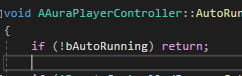 void AAuraPlayerController::AutoRun
{
if (!bAutoRunning) return;